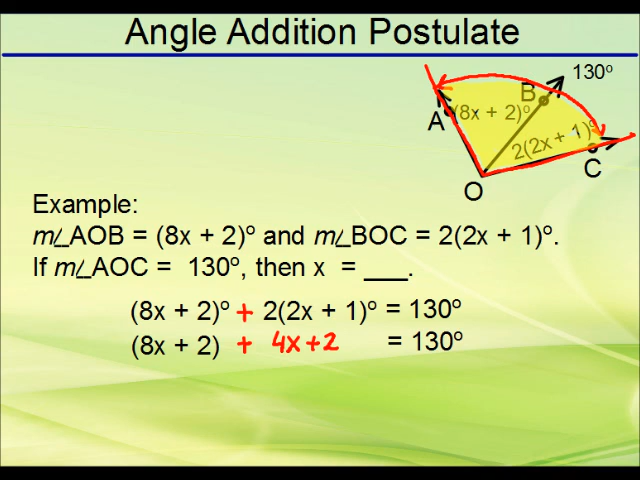 Angle Addition Postulate
130º
B
(8x + 2)º
A
2(2x + 1)º
C
O
Example:
m∠AOB = (8x + 2)º and m∠BOC = 2(2x + 1)º.
If m∠AOC = 130º, then x = ___.
(8x + 2)º + 2(2x + 1)º = 130º
(8x + 2) + 4x+2 = 130º